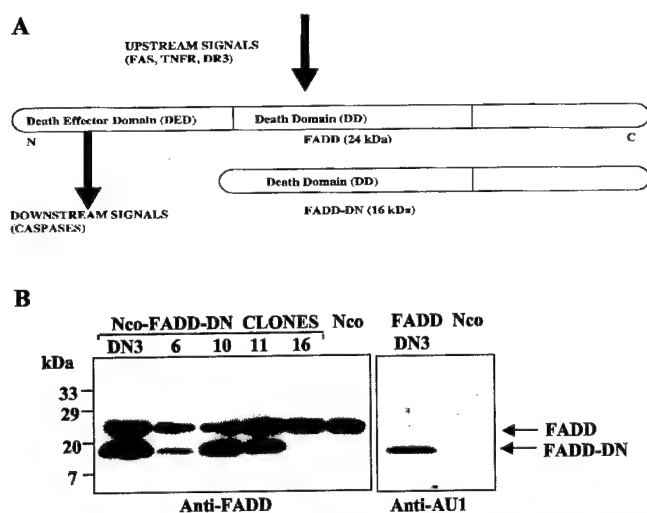 A
UPSTREAM SIGNALS
(FAS, TNFR, DR3)
Death Effector Domain (DED)
Death Domain (DD)
N
FADD (24 kDa)
C
Death Domain (DD)
FADD-DN (16 kDa)
DOWNSTREAM SIGNALS
(CASPASES)
B
Nco-FADD-DN CLONES Nco
DN3 6 10 11 16
FADD Nco
DN3
kDa
33
29
20
7
FADD
FADD-DN
Anti-FADD
Anti-AU1